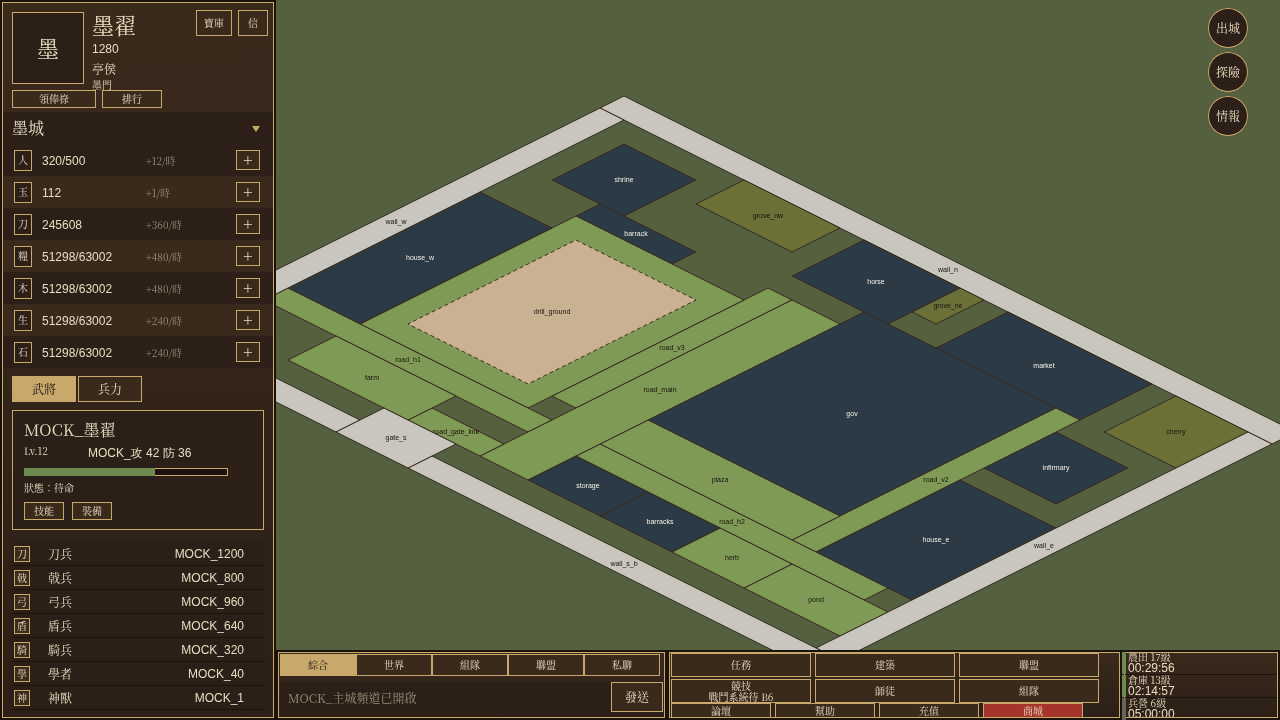 墨
墨翟
1280
亭侯
墨門
寶庫
信
領俸祿
排行
墨城
人 320/500 +12/時 +
玉 112 +1/時 +
刀 245608 +360/時 +
糧 51298/63002 +480/時 +
木 51298/63002 +480/時 +
生 51298/63002 +240/時 +
石 51298/63002 +240/時 +
武將 兵力
MOCK_墨翟
Lv.12 MOCK_攻 42 防 36
狀態：待命
技能 裝備
刀 刀兵 MOCK_1200
戟 戟兵 MOCK_800
弓 弓兵 MOCK_960
盾 盾兵 MOCK_640
騎 騎兵 MOCK_320
學 學者 MOCK_40
神 神獸 MOCK_1
出城
探險
情報
shrine
grove_nw
wall_w
barrack
house_w
wall_n
horse
grove_ne
drill_ground
road_v3
road_h1
market
farm
road_main
gov
gate_s
road_gate_link
cherry
infirmary
plaza
road_v2
storage
barracks
road_h2
house_e
wall_e
herb
wall_s_b
pond
綜合 世界 組隊 聯盟 私聊
MOCK_主城頻道已開啟 發送
任務 建築 聯盟
競技
戰鬥系統待 B6
師徒 組隊
論壇 幫助 充值 商城
農田 17級
00:29:56
倉庫 13級
02:14:57
兵營 6級
05:00:00